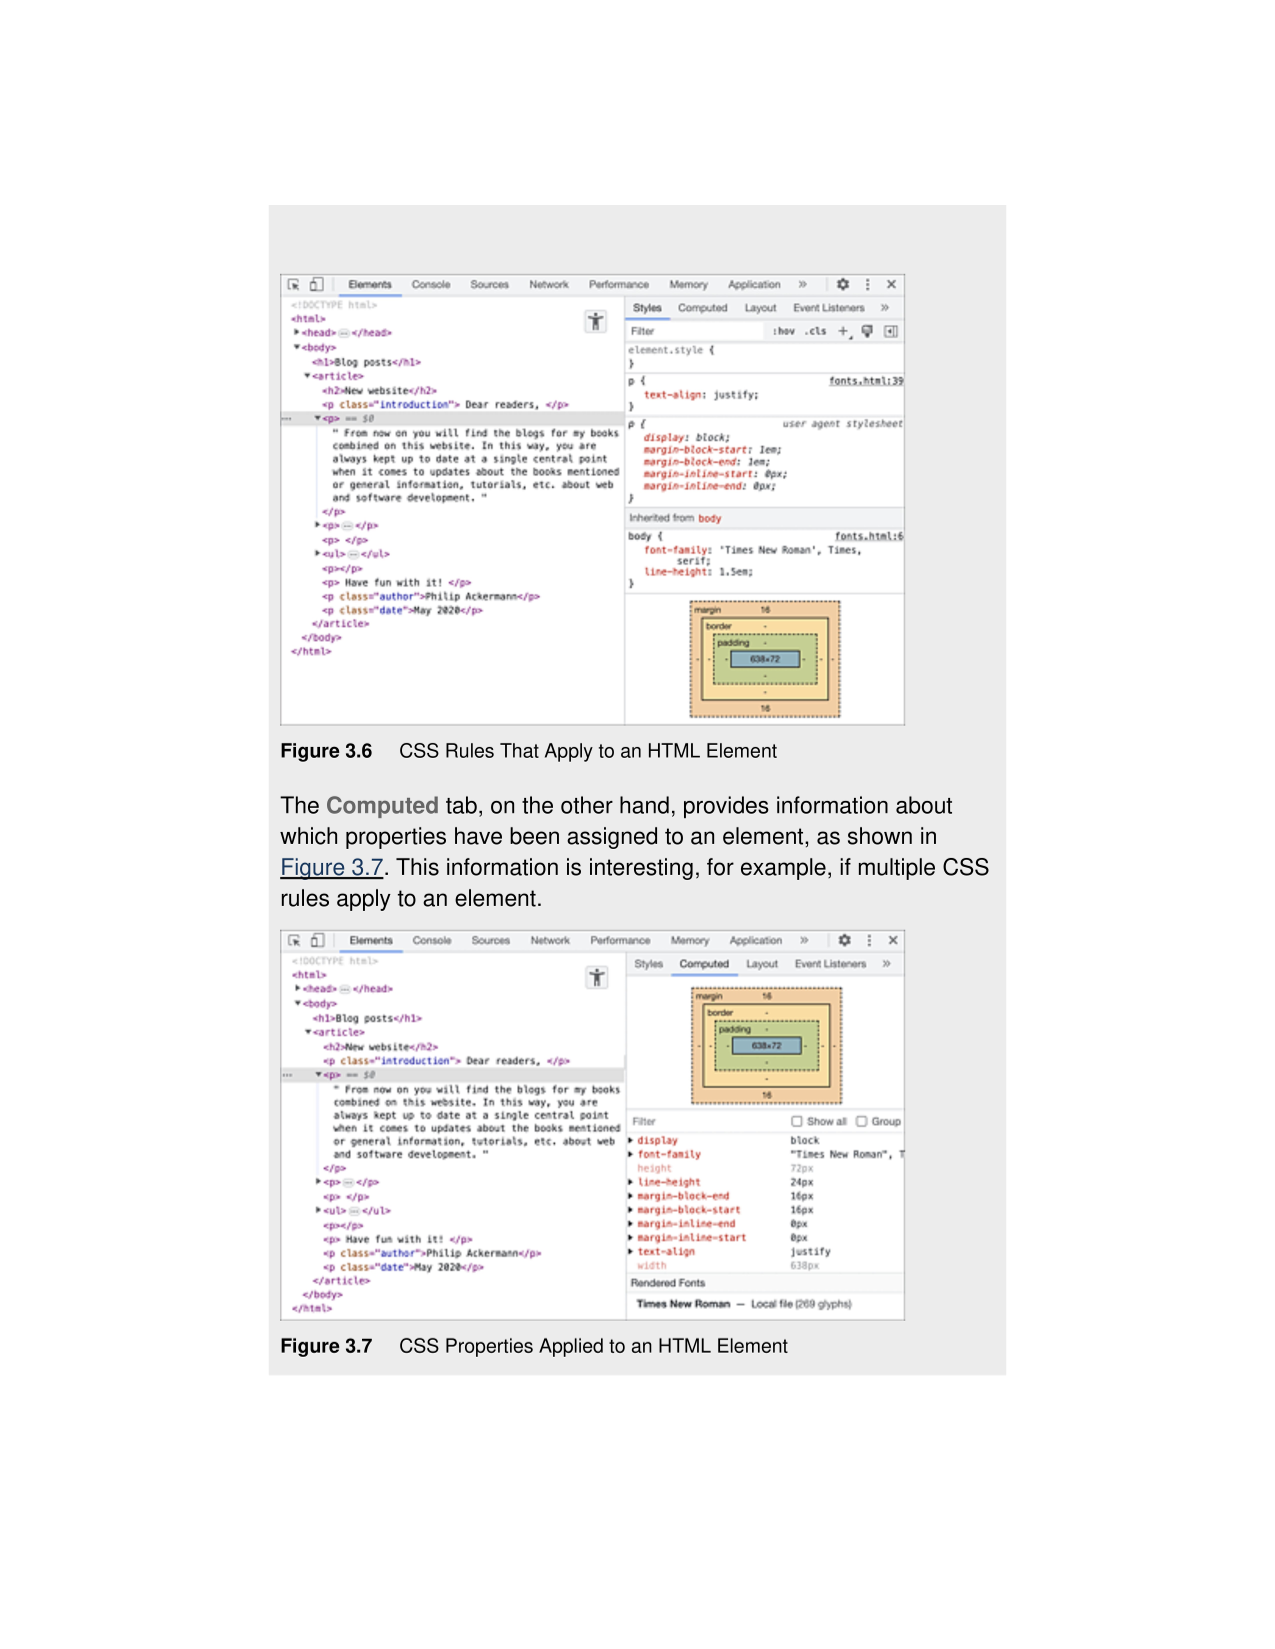 Elements Console Sources Network Performance Memory Application » ⋮ ✕
<!DOCTYPE html>
<html>
▶<head>⋯</head>
▼<body>
<h1>Blog posts</h1>
▼<article>
<h2>New website</h2>
<p class="introduction"> Dear readers, </p>
⋯ ▼<p> == $0
" From now on you will find the blogs for my books
combined on this website. In this way, you are
always kept up to date at a single central point
when it comes to updates about the books mentioned
or general information, tutorials, etc. about web
and software development. "
</p>
▶<p>⋯</p>
<p> </p>
▶<ul>⋯</ul>
<p></p>
<p> Have fun with it! </p>
<p class="author">Philip Ackermann</p>
<p class="date">May 2020</p>
</article>
</body>
</html>
Styles Computed Layout Event Listeners »
Filter :hov .cls +
element.style {
}
p { fonts.html:39
text-align: justify;
}
p { user agent stylesheet
display: block;
margin-block-start: 1em;
margin-block-end: 1em;
margin-inline-start: 0px;
margin-inline-end: 0px;
}
Inherited from body
body { fonts.html:6
font-family: 'Times New Roman', Times,
serif;
line-height: 1.5em;
}
margin 16
border -
padding -
- - - 638×72 - - -
-
-
16
Figure 3.6 CSS Rules That Apply to an HTML Element
The Computed tab, on the other hand, provides information about
which properties have been assigned to an element, as shown in
Figure 3.7. This information is interesting, for example, if multiple CSS
rules apply to an element.
Elements Console Sources Network Performance Memory Application » ⋮ ✕
<!DOCTYPE html>
<html>
▶<head>⋯</head>
▼<body>
<h1>Blog posts</h1>
▼<article>
<h2>New website</h2>
<p class="introduction"> Dear readers, </p>
⋯ ▼<p> == $0
" From now on you will find the blogs for my books
combined on this website. In this way, you are
always kept up to date at a single central point
when it comes to updates about the books mentioned
or general information, tutorials, etc. about web
and software development. "
</p>
▶<p>⋯</p>
<p> </p>
▶<ul>⋯</ul>
<p></p>
<p> Have fun with it! </p>
<p class="author">Philip Ackermann</p>
<p class="date">May 2020</p>
</article>
</body>
</html>
Styles Computed Layout Event Listeners »
margin 16
border -
padding -
- - - 638×72 - - -
-
-
16
Filter Show all Group
▶ display block
▶ font-family "Times New Roman", T
height 72px
▶ line-height 24px
▶ margin-block-end 16px
▶ margin-block-start 16px
▶ margin-inline-end 0px
▶ margin-inline-start 0px
▶ text-align justify
width 638px
Rendered Fonts
Times New Roman — Local file (269 glyphs)
Figure 3.7 CSS Properties Applied to an HTML Element